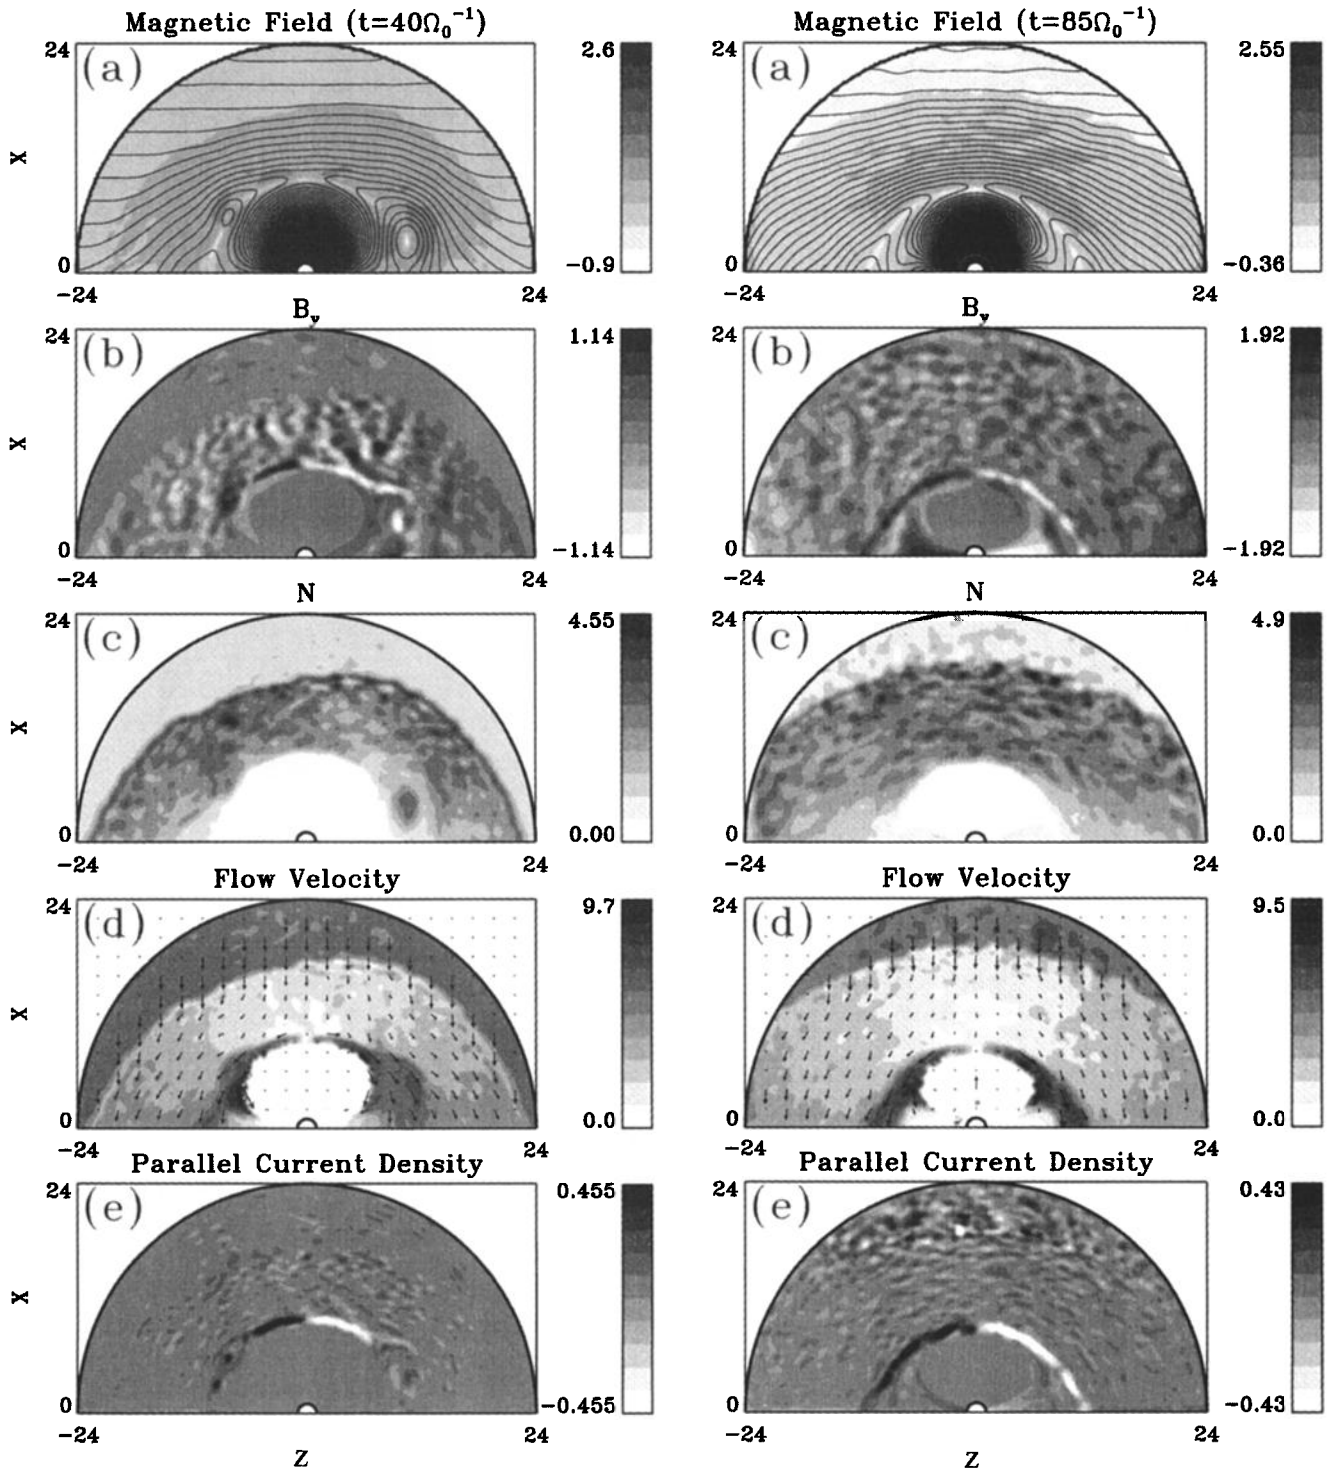 Magnetic Field (t=40Ω₀⁻¹)
24
(a)
2.6
X
0
-0.9
-24
24
B_y
24
(b)
1.14
X
0
-1.14
-24
24
N
24
(c)
4.55
X
0
0.00
-24
24
Flow Velocity
24
(d)
9.7
X
0
0.0
-24
24
Parallel Current Density
24
(e)
0.455
X
0
-0.455
-24
24
Z
Magnetic Field (t=85Ω₀⁻¹)
24
(a)
2.55
0
-0.36
-24
24
B_y
24
(b)
1.92
0
-1.92
-24
24
N
24
(c)
4.9
0
0.0
-24
24
Flow Velocity
24
(d)
9.5
0
0.0
-24
24
Parallel Current Density
24
(e)
0.43
0
-0.43
-24
24
Z